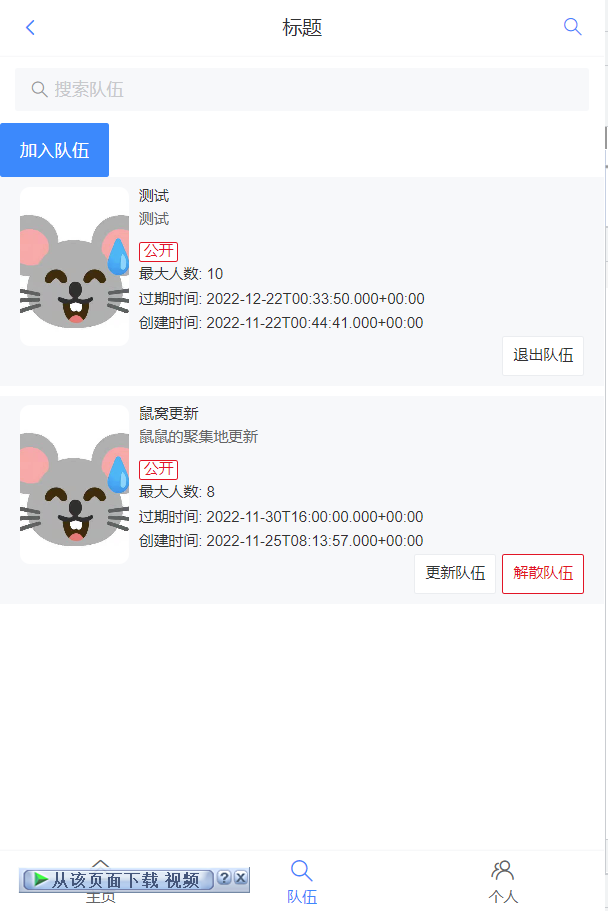 标题
搜索队伍
加入队伍
测试
测试
公开
最大人数: 10
过期时间: 2022-12-22T00:33:50.000+00:00
创建时间: 2022-11-22T00:44:41.000+00:00
退出队伍
鼠窝更新
鼠鼠的聚集地更新
公开
最大人数: 8
过期时间: 2022-11-30T16:00:00.000+00:00
创建时间: 2022-11-25T08:13:57.000+00:00
更新队伍 解散队伍
从该页面下载 视频 ? X
主页 队伍 个人